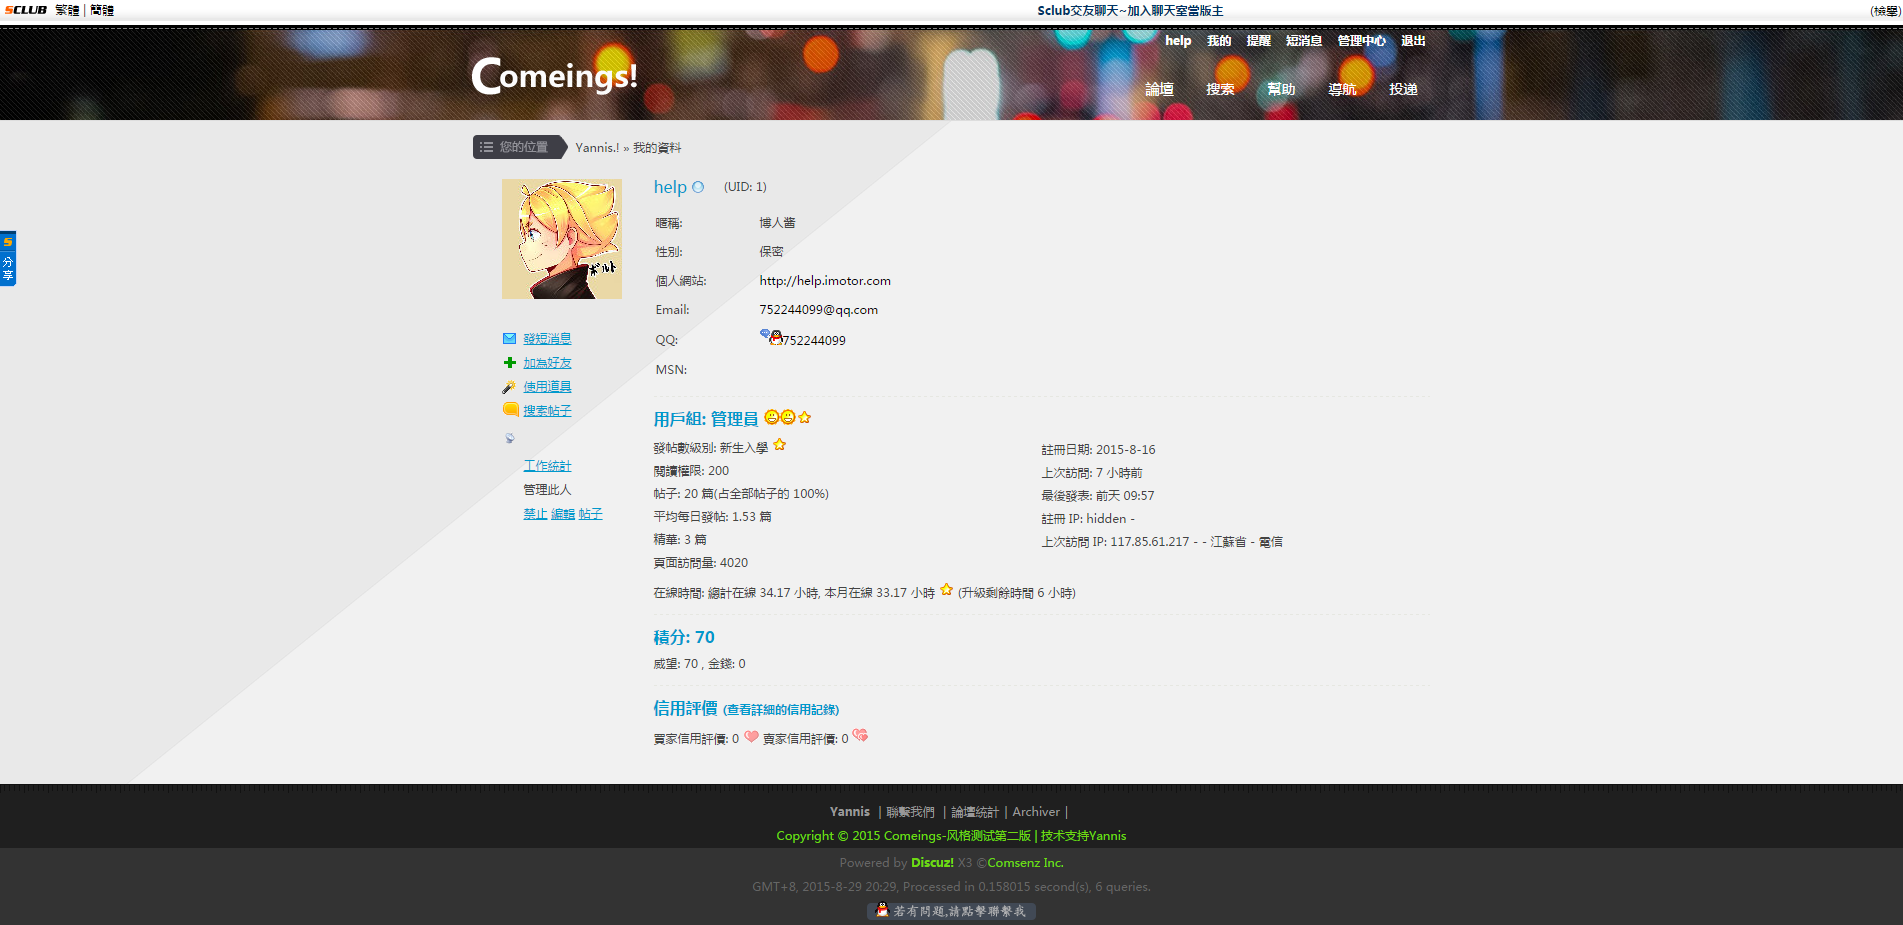 SCLUB 繁體 | 簡體
Sclub交友聊天~加入聊天室當版主
(檢舉)
help 我的 提醒 短消息 管理中心 退出
Comeings!
論壇 搜索 幫助 導航 投递
您的位置 Yannis.! » 我的資料
S
分享
ボルト
發短消息
加為好友
使用道具
搜索帖子
工作統計
管理此人
禁止 編輯 帖子
help (UID: 1)
暱稱: 博人醬
性別: 保密
個人網站: http://help.imotor.com
Email: 752244099@qq.com
QQ: 752244099
MSN:
用戶組: 管理員
發帖數級別: 新生入學
閱讀權限: 200
帖子: 20 篇(占全部帖子的 100%)
平均每日發帖: 1.53 篇
精華: 3 篇
頁面訪問量: 4020
註冊日期: 2015-8-16
上次訪問: 7 小時前
最後發表: 前天 09:57
註冊 IP: hidden -
上次訪問 IP: 117.85.61.217 - - 江蘇省 - 電信
在線時間: 總計在線 34.17 小時, 本月在線 33.17 小時 (升級剩餘時間 6 小時)
積分: 70
威望: 70 , 金錢: 0
信用評價 (查看詳細的信用記錄)
買家信用評價: 0 賣家信用評價: 0
Yannis | 聯繫我們 | 論壇統計 | Archiver |
Copyright © 2015 Comeings-风格测试第二版 | 技术支持Yannis
Powered by Discuz! X3 ©Comsenz Inc.
GMT+8, 2015-8-29 20:29, Processed in 0.158015 second(s), 6 queries.
若有問題,請點擊聯繫我